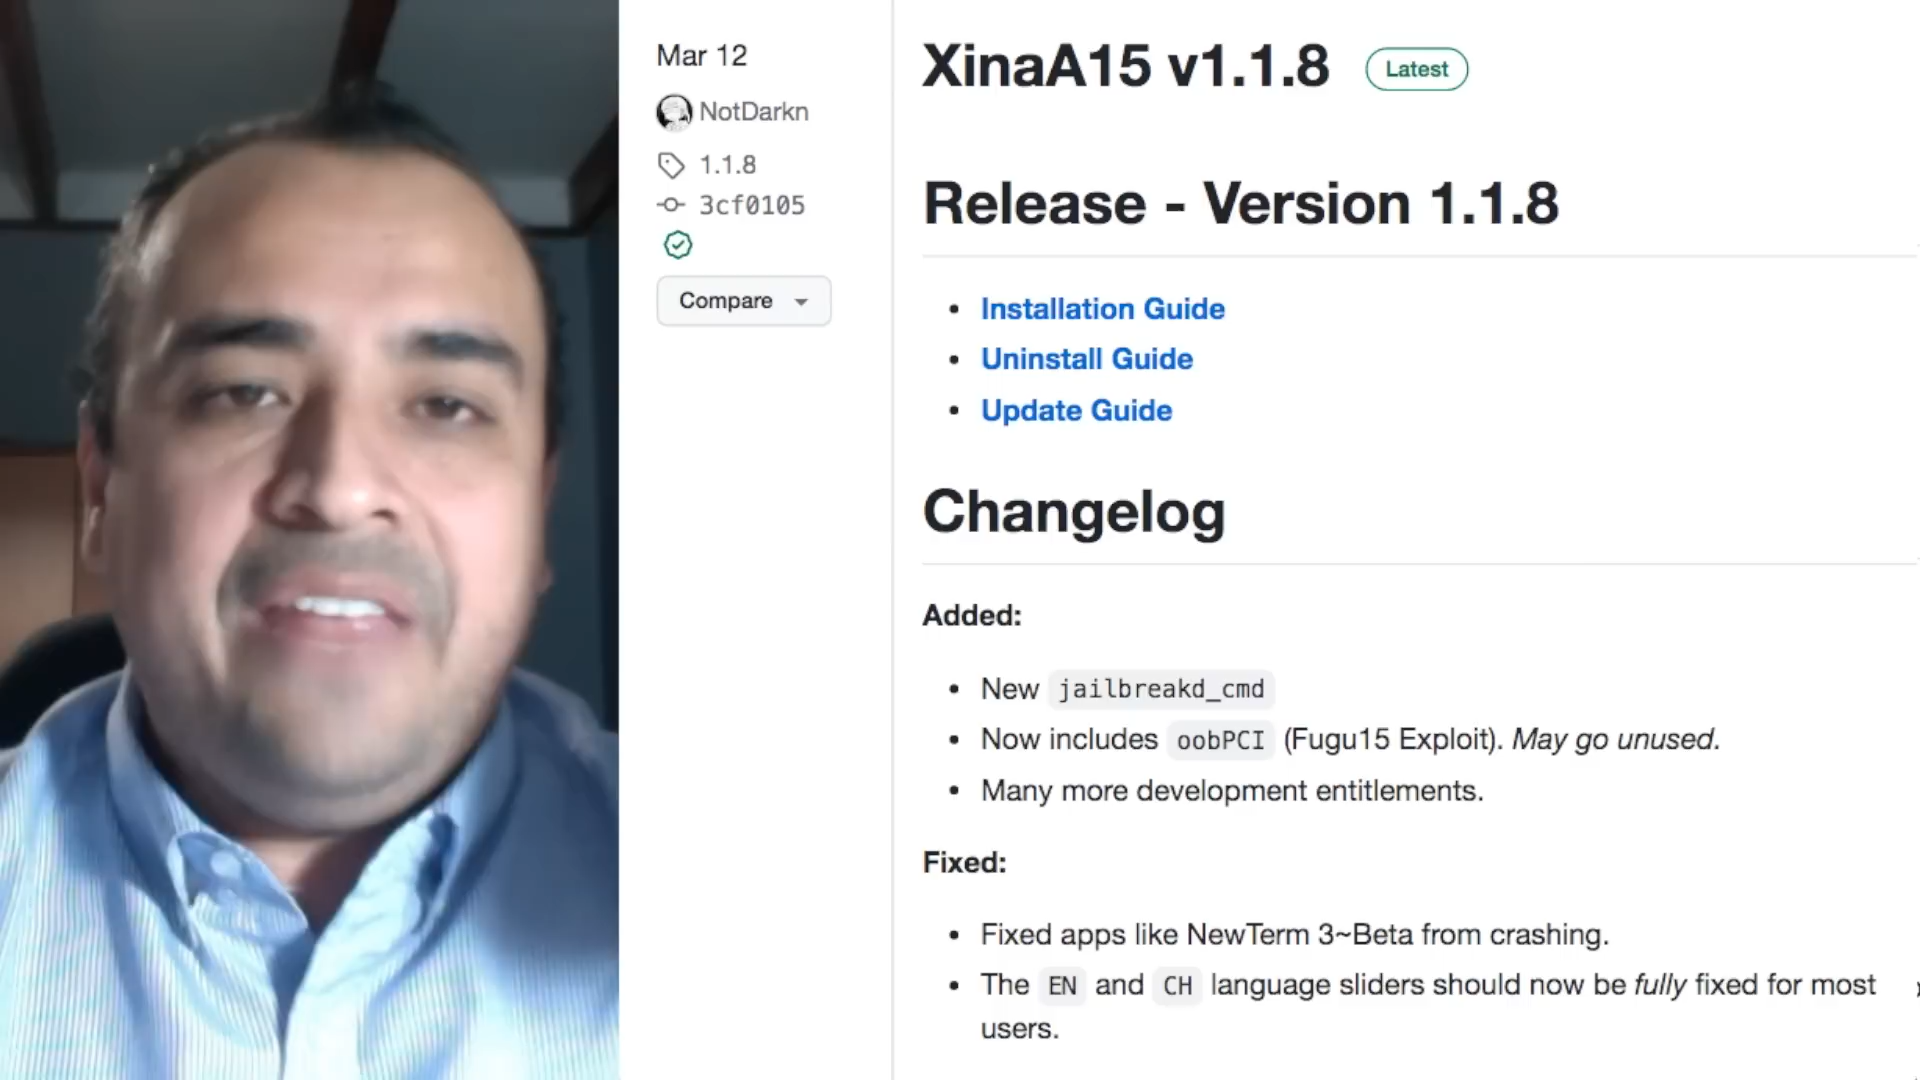 Mar 12
NotDarkn
1.1.8
3cf0105
Compare
XinaA15 v1.1.8 Latest
Release - Version 1.1.8
Installation Guide
Uninstall Guide
Update Guide
Changelog
Added:
New jailbreakd_cmd
Now includes oobPCI (Fugu15 Exploit). May go unused.
Many more development entitlements.
Fixed:
Fixed apps like NewTerm 3~Beta from crashing.
The EN and CH language sliders should now be fully fixed for most
users.